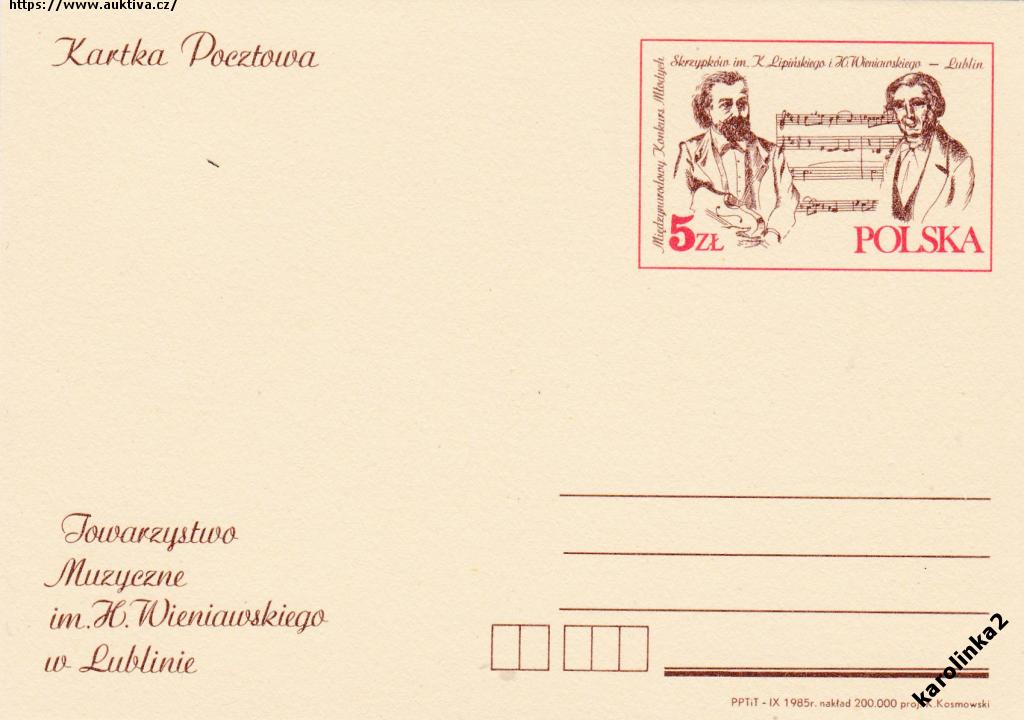 https://www.auktiva.cz/
Kartka Pocztowa
Międzynarodowy Konkurs Młodych
Skrzypków im. K. Lipińskiego i H. Wieniawskiego — Lublin
5 ZŁ
POLSKA
Towarzystwo
Muzyczne
im. H. Wieniawskiego
w Lublinie
PPTiT - IX 1985r. nakład 200.000 proj. K. Kosmowski
karolinka2